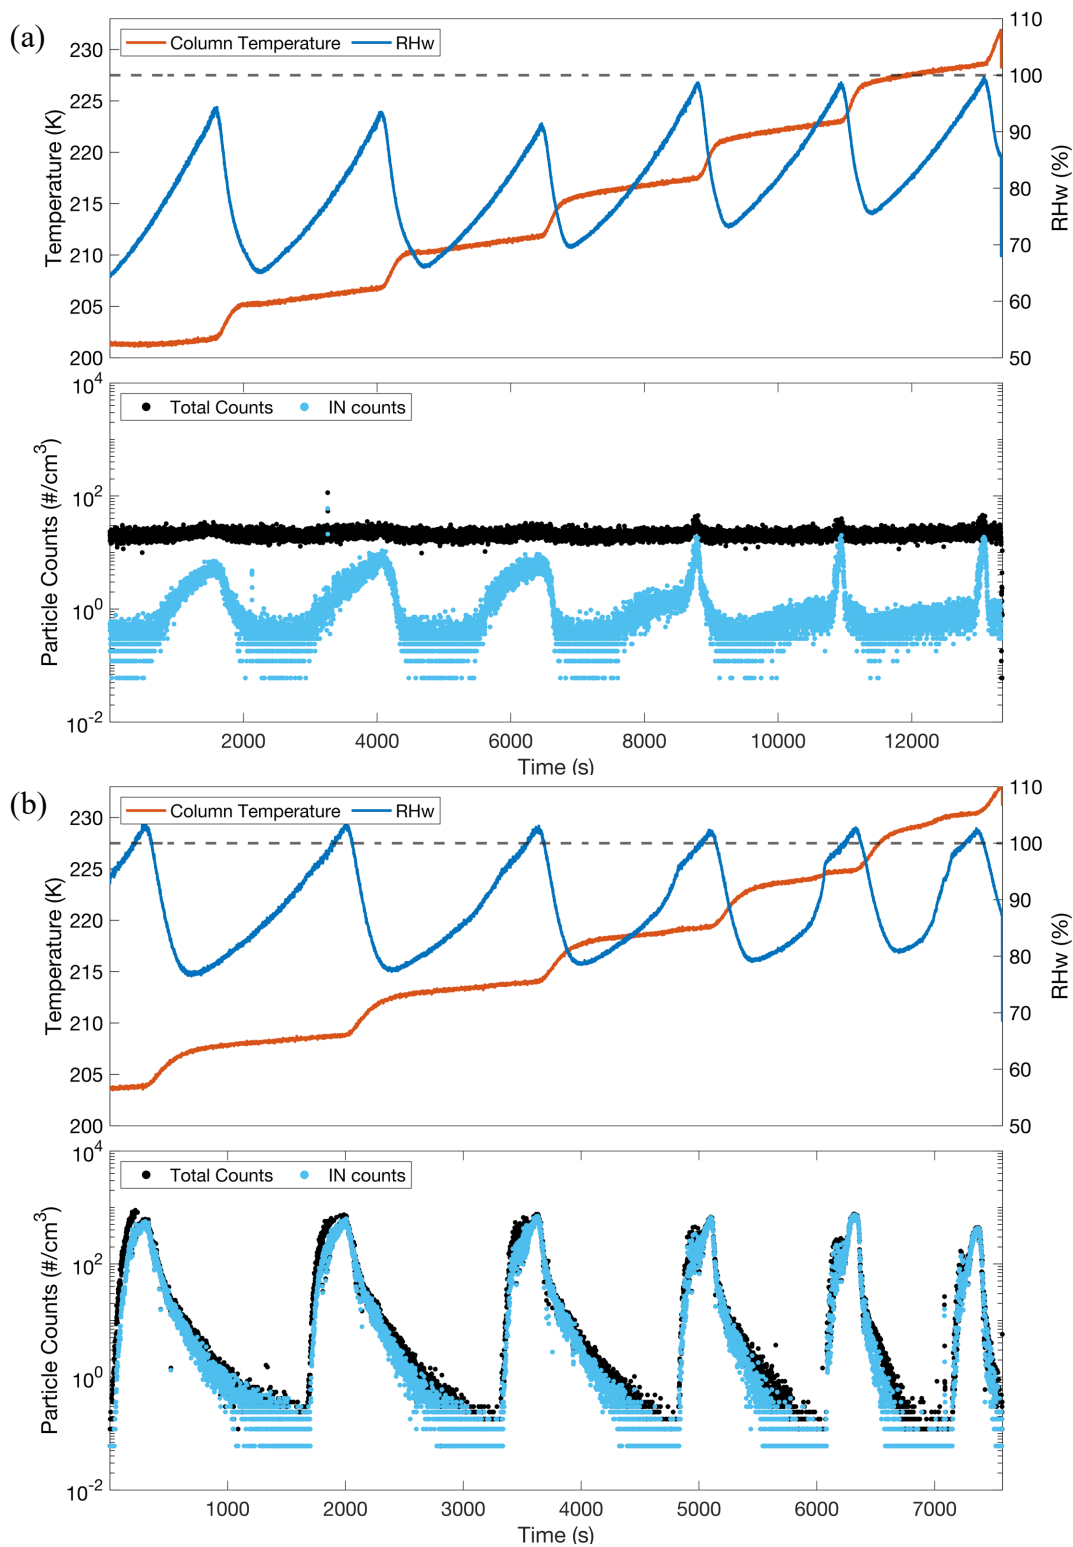 (a)
Column Temperature RHw
Temperature (K)
230
225
220
215
210
205
200
RHw (%)
110
100
90
80
70
60
50
Total Counts IN counts
Particle Counts (#/cm3)
10^4
10^2
10^0
10^-2
2000 4000 6000 8000 10000 12000
Time (s)
(b)
Column Temperature RHw
Temperature (K)
230
225
220
215
210
205
200
RHw (%)
110
100
90
80
70
60
50
Total Counts IN counts
Particle Counts (#/cm3)
10^4
10^2
10^0
10^-2
1000 2000 3000 4000 5000 6000 7000
Time (s)